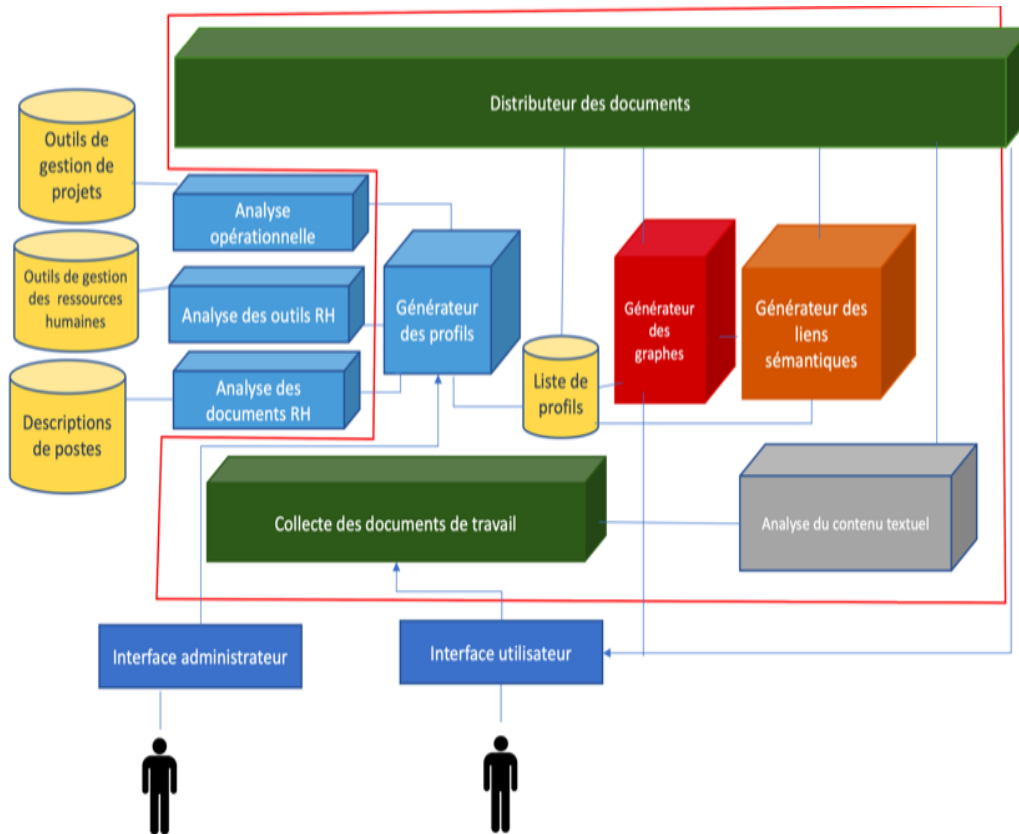 Distributeur des documents
Outils de
gestion de
projets
Analyse
opérationnelle
Outils de gestion
des ressources
humaines
Analyse des outils RH
Générateur
des profils
Générateur
des
graphes
Générateur des
liens
sémantiques
Descriptions
de postes
Analyse des
documents RH
Liste de
profils
Collecte des documents de travail
Analyse du contenu textuel
Interface administrateur
Interface utilisateur